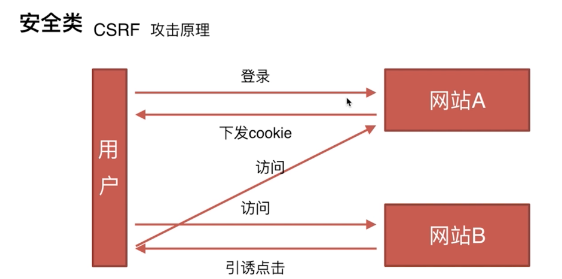 安全类 CSRF 攻击原理
登录
网站A
下发cookie
用户
访问
访问
网站B
引诱点击